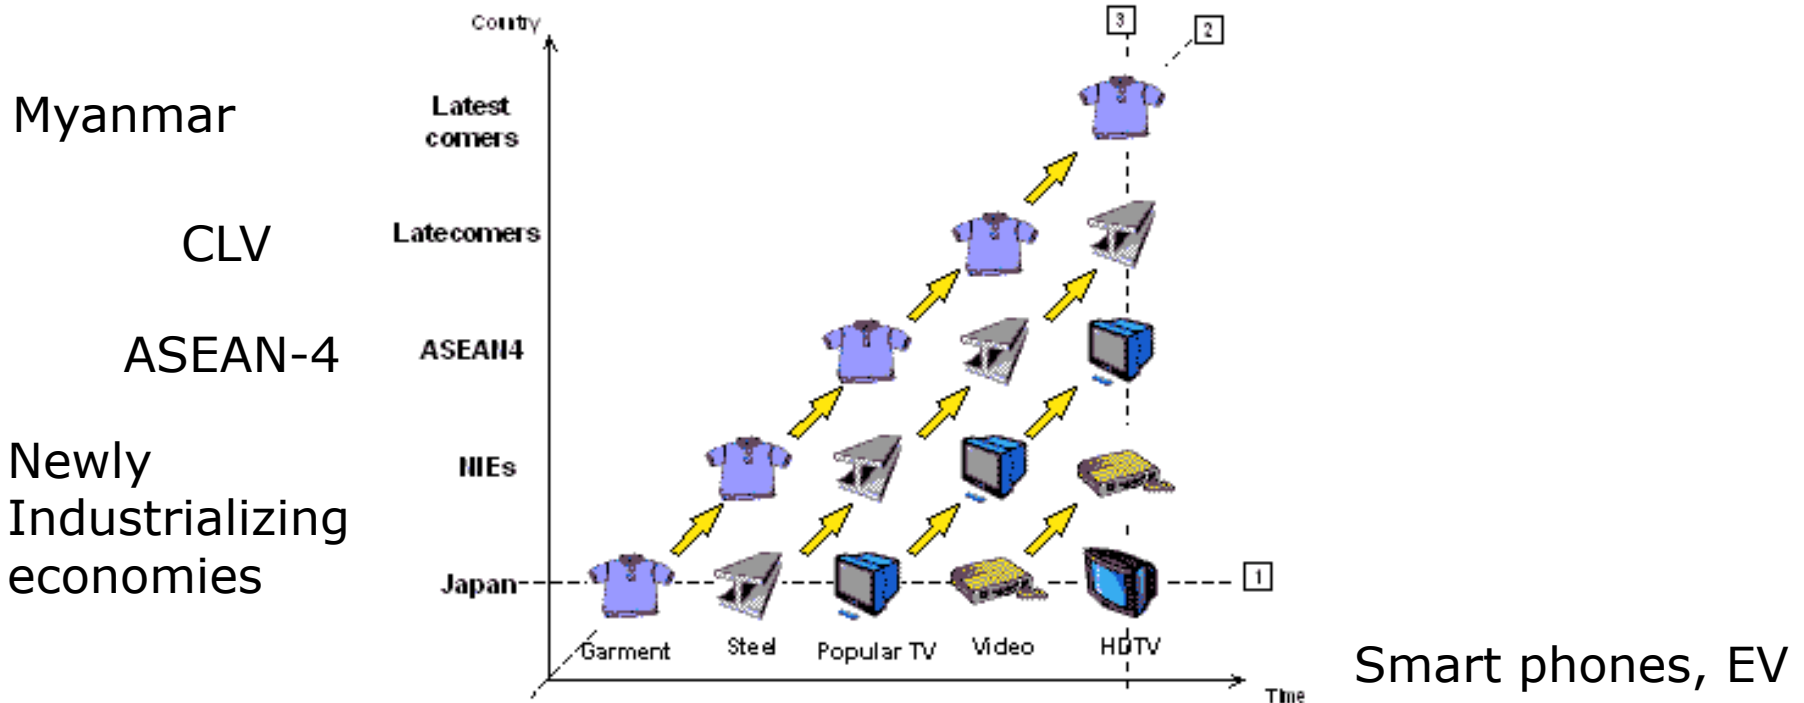 Country
3
2
Myanmar
Latest
comers
CLV
Latecomers
ASEAN-4
ASEAN4
Newly
Industrializing
economies
NIEs
Japan
1
Garment
Steel
Popular TV
Video
HDTV
Smart phones, EV
Time